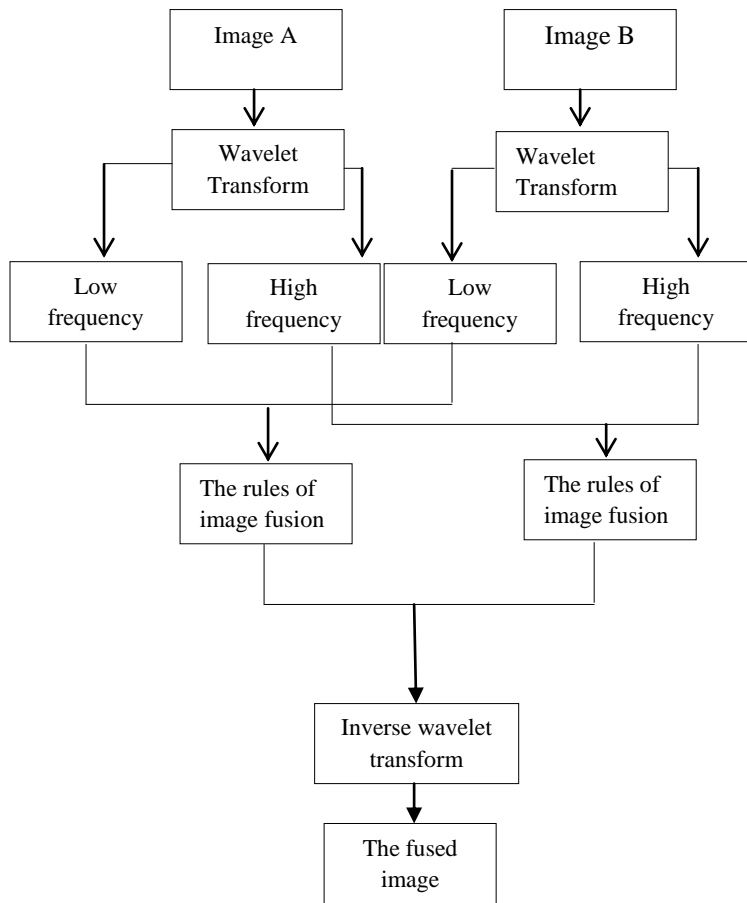 Image A
Image B
Wavelet
Transform
Wavelet
Transform
Low
frequency
High
frequency
Low
frequency
High
frequency
The rules of
image fusion
The rules of
image fusion
Inverse wavelet
transform
The fused
image